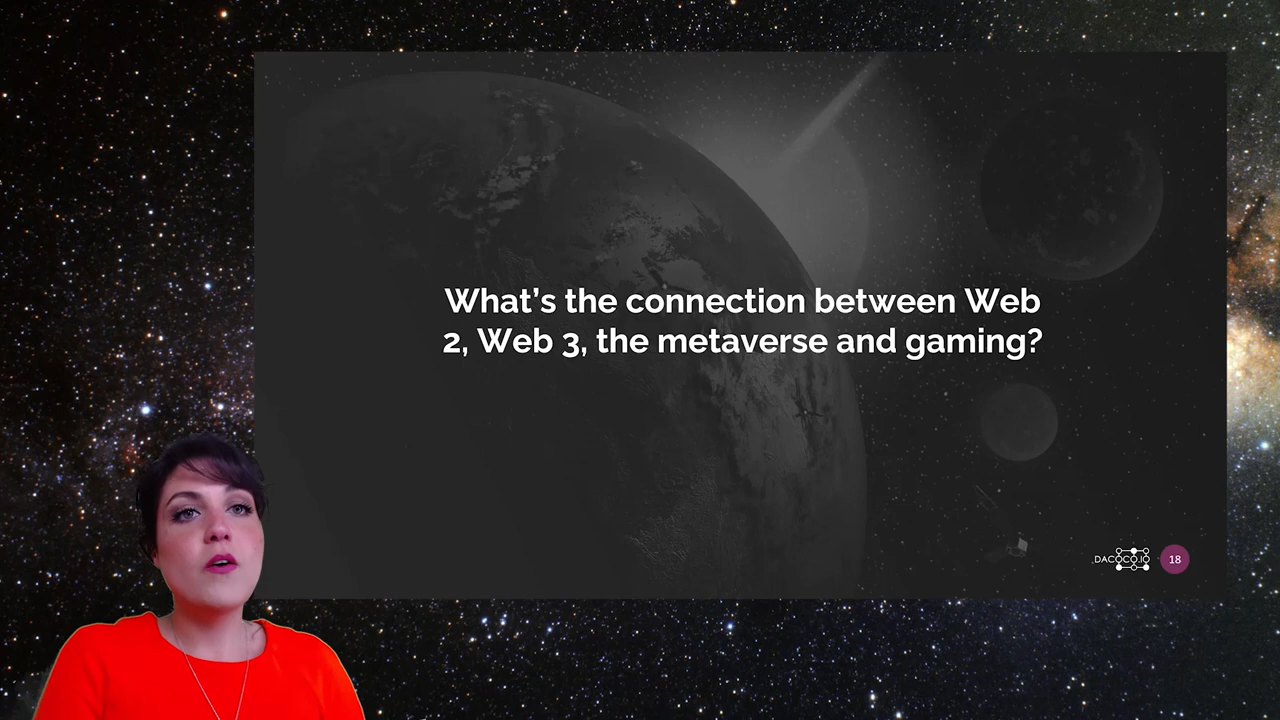 What’s the connection between Web
2, Web 3, the metaverse and gaming?
DACOCO.IO
18